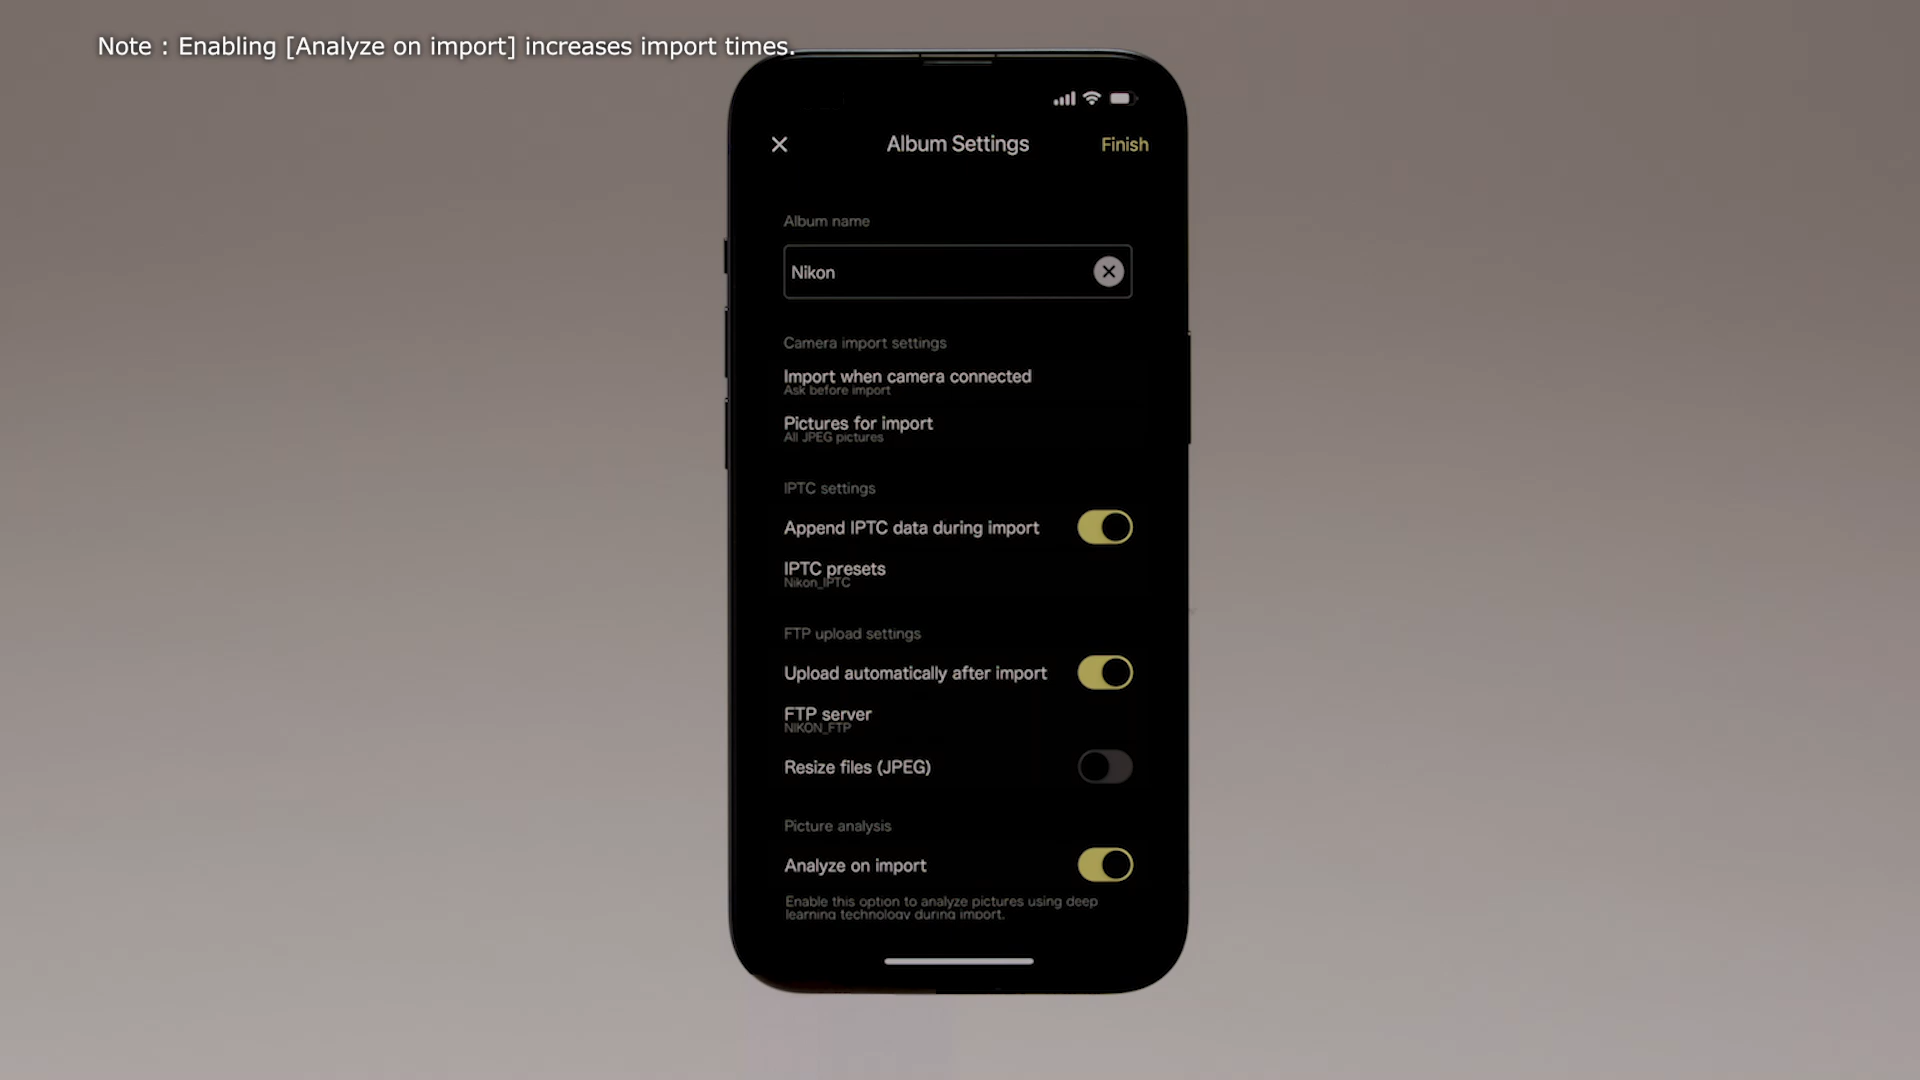 Note : Enabling [Analyze on import] increases import times.
Album Settings
Finish
Album name
Nikon
Camera import settings
Import when camera connected
Ask before import
Pictures for import
All JPEG pictures
IPTC settings
Append IPTC data during import
IPTC presets
Nikon_IPTC
FTP upload settings
Upload automatically after import
FTP server
NIKON_FTP
Resize files (JPEG)
Picture analysis
Analyze on import
Enable this option to analyze pictures using deep
learning technology during import.